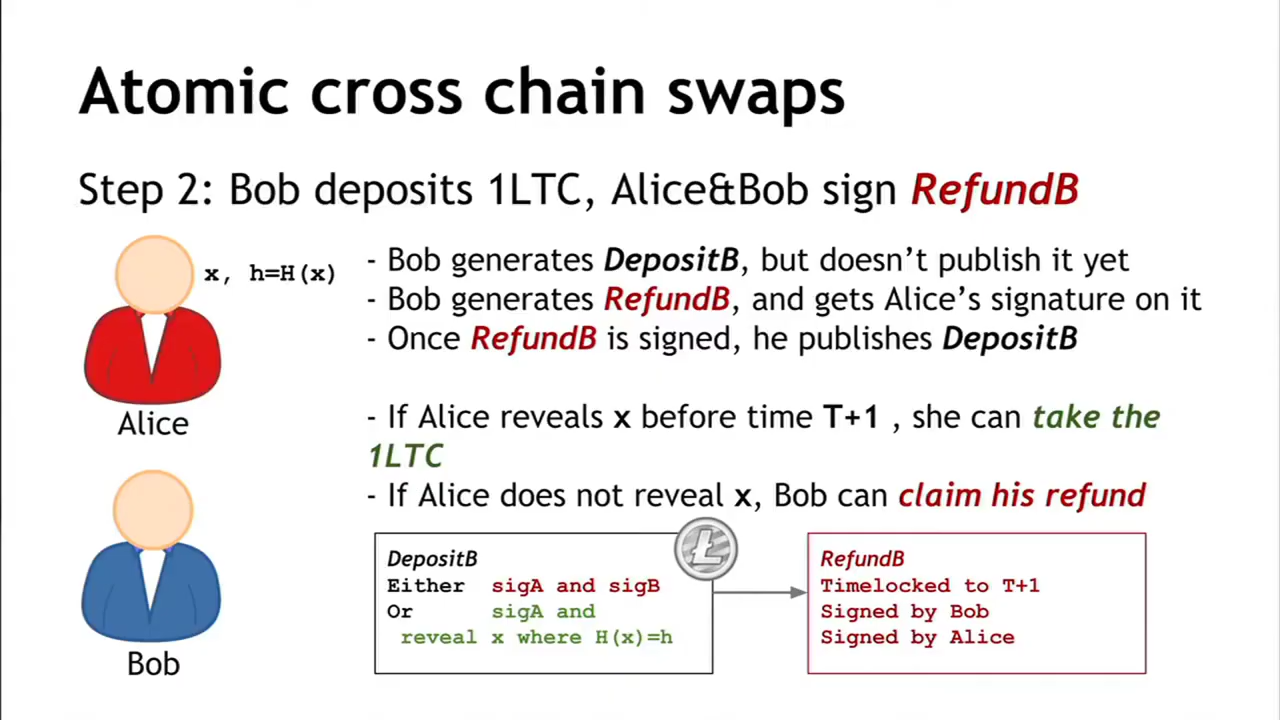 Atomic cross chain swaps
Step 2: Bob deposits 1LTC, Alice&Bob sign RefundB
x, h=H(x)
Alice
Bob
- Bob generates DepositB, but doesn’t publish it yet
- Bob generates RefundB, and gets Alice’s signature on it
- Once RefundB is signed, he publishes DepositB
- If Alice reveals x before time T+1 , she can take the
1LTC
- If Alice does not reveal x, Bob can claim his refund
DepositB
Either sigA and sigB
Or sigA and
reveal x where H(x)=h
RefundB
Timelocked to T+1
Signed by Bob
Signed by Alice